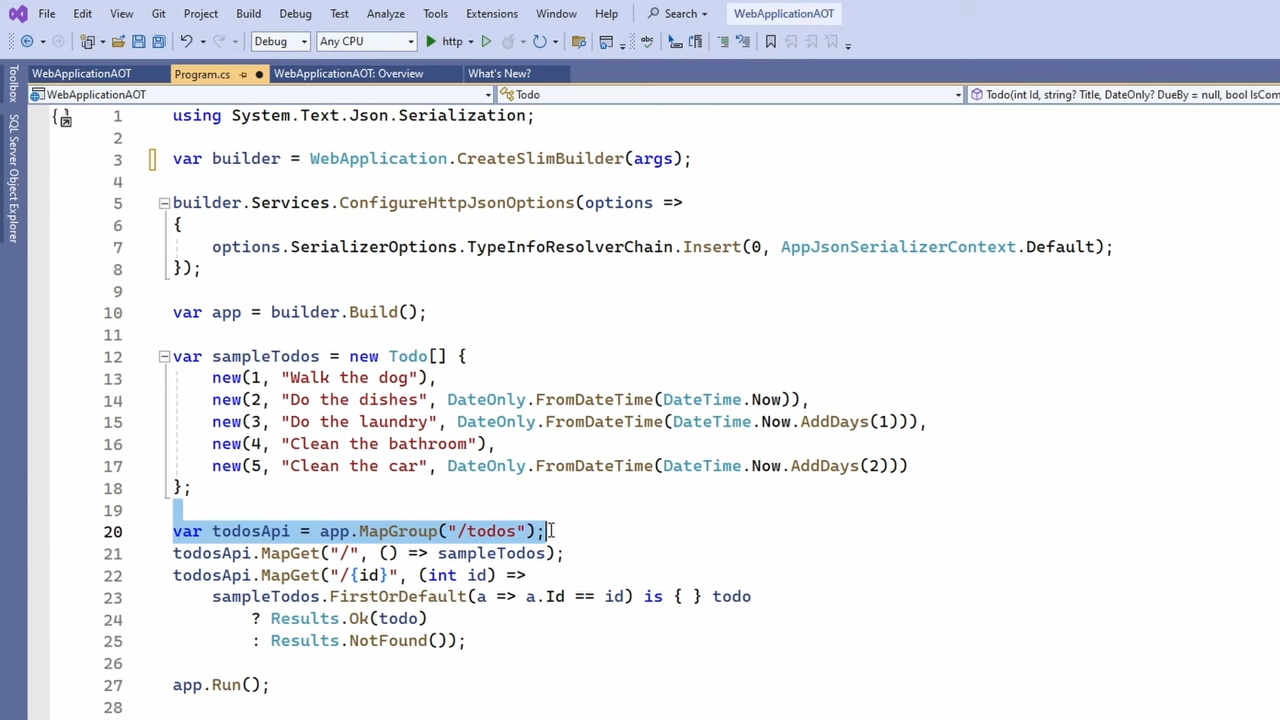 File Edit View Git Project Build Debug Test Analyze Tools Extensions Window Help Search WebApplicationAOT
Debug Any CPU http
WebApplicationAOT Program.cs WebApplicationAOT: Overview What's New?
WebApplicationAOT Todo Todo(int Id, string? Title, DateOnly? DueBy = null, bool IsCom
Toolbox
SQL Server Object Explorer
1 using System.Text.Json.Serialization;
2
3 var builder = WebApplication.CreateSlimBuilder(args);
4
5 builder.Services.ConfigureHttpJsonOptions(options =>
6 {
7 options.SerializerOptions.TypeInfoResolverChain.Insert(0, AppJsonSerializerContext.Default);
8 });
9
10 var app = builder.Build();
11
12 var sampleTodos = new Todo[] {
13 new(1, "Walk the dog"),
14 new(2, "Do the dishes", DateOnly.FromDateTime(DateTime.Now)),
15 new(3, "Do the laundry", DateOnly.FromDateTime(DateTime.Now.AddDays(1))),
16 new(4, "Clean the bathroom"),
17 new(5, "Clean the car", DateOnly.FromDateTime(DateTime.Now.AddDays(2)))
18 };
19
20 var todosApi = app.MapGroup("/todos");
21 todosApi.MapGet("/", () => sampleTodos);
22 todosApi.MapGet("/{id}", (int id) =>
23 sampleTodos.FirstOrDefault(a => a.Id == id) is { } todo
24 ? Results.Ok(todo)
25 : Results.NotFound());
26
27 app.Run();
28